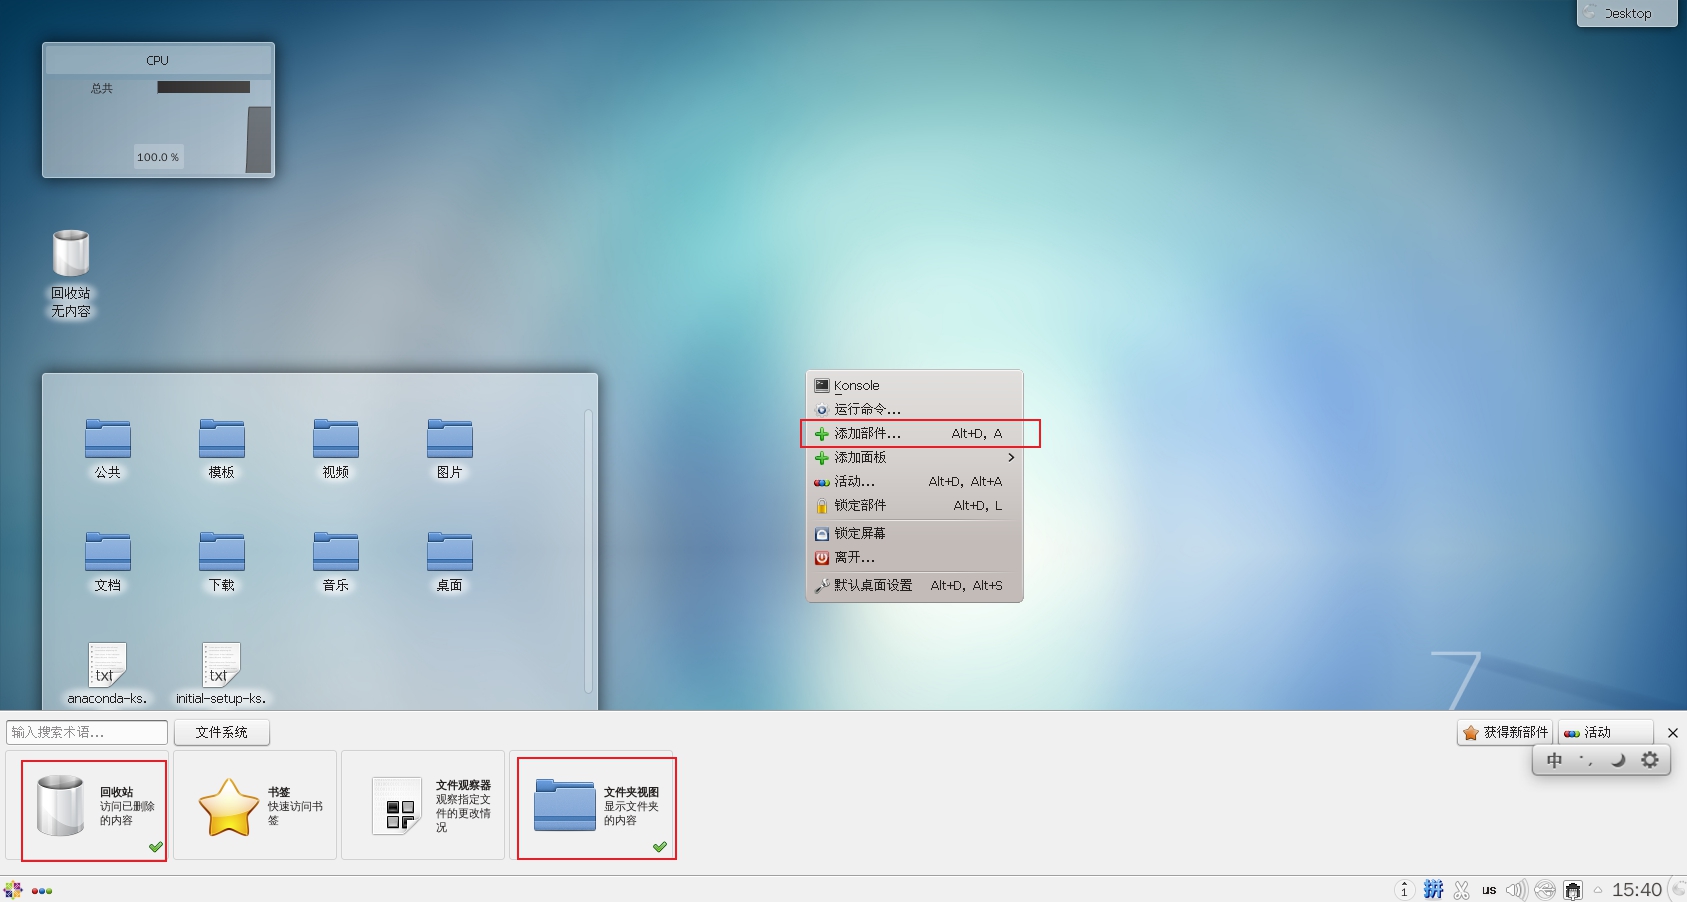 Desktop
CPU
总共
100.0 %
回收站
无内容
公共
模板
视频
图片
文档
下载
音乐
桌面
txt
txt
anaconda-ks.
initial-setup-ks.
Konsole
运行命令...
添加部件... Alt+D, A
添加面板
活动... Alt+D, Alt+A
锁定部件 Alt+D, L
锁定屏幕
离开...
默认桌面设置 Alt+D, Alt+S
7
输入搜索术语...
文件系统
获得新部件
活动
中
回收站
访问已删除
的内容
书签
快速访问书
签
文件观察器
观察指定文
件的更改情
况
文件夹视图
显示文件夹
的内容
1
拼
us
15:40